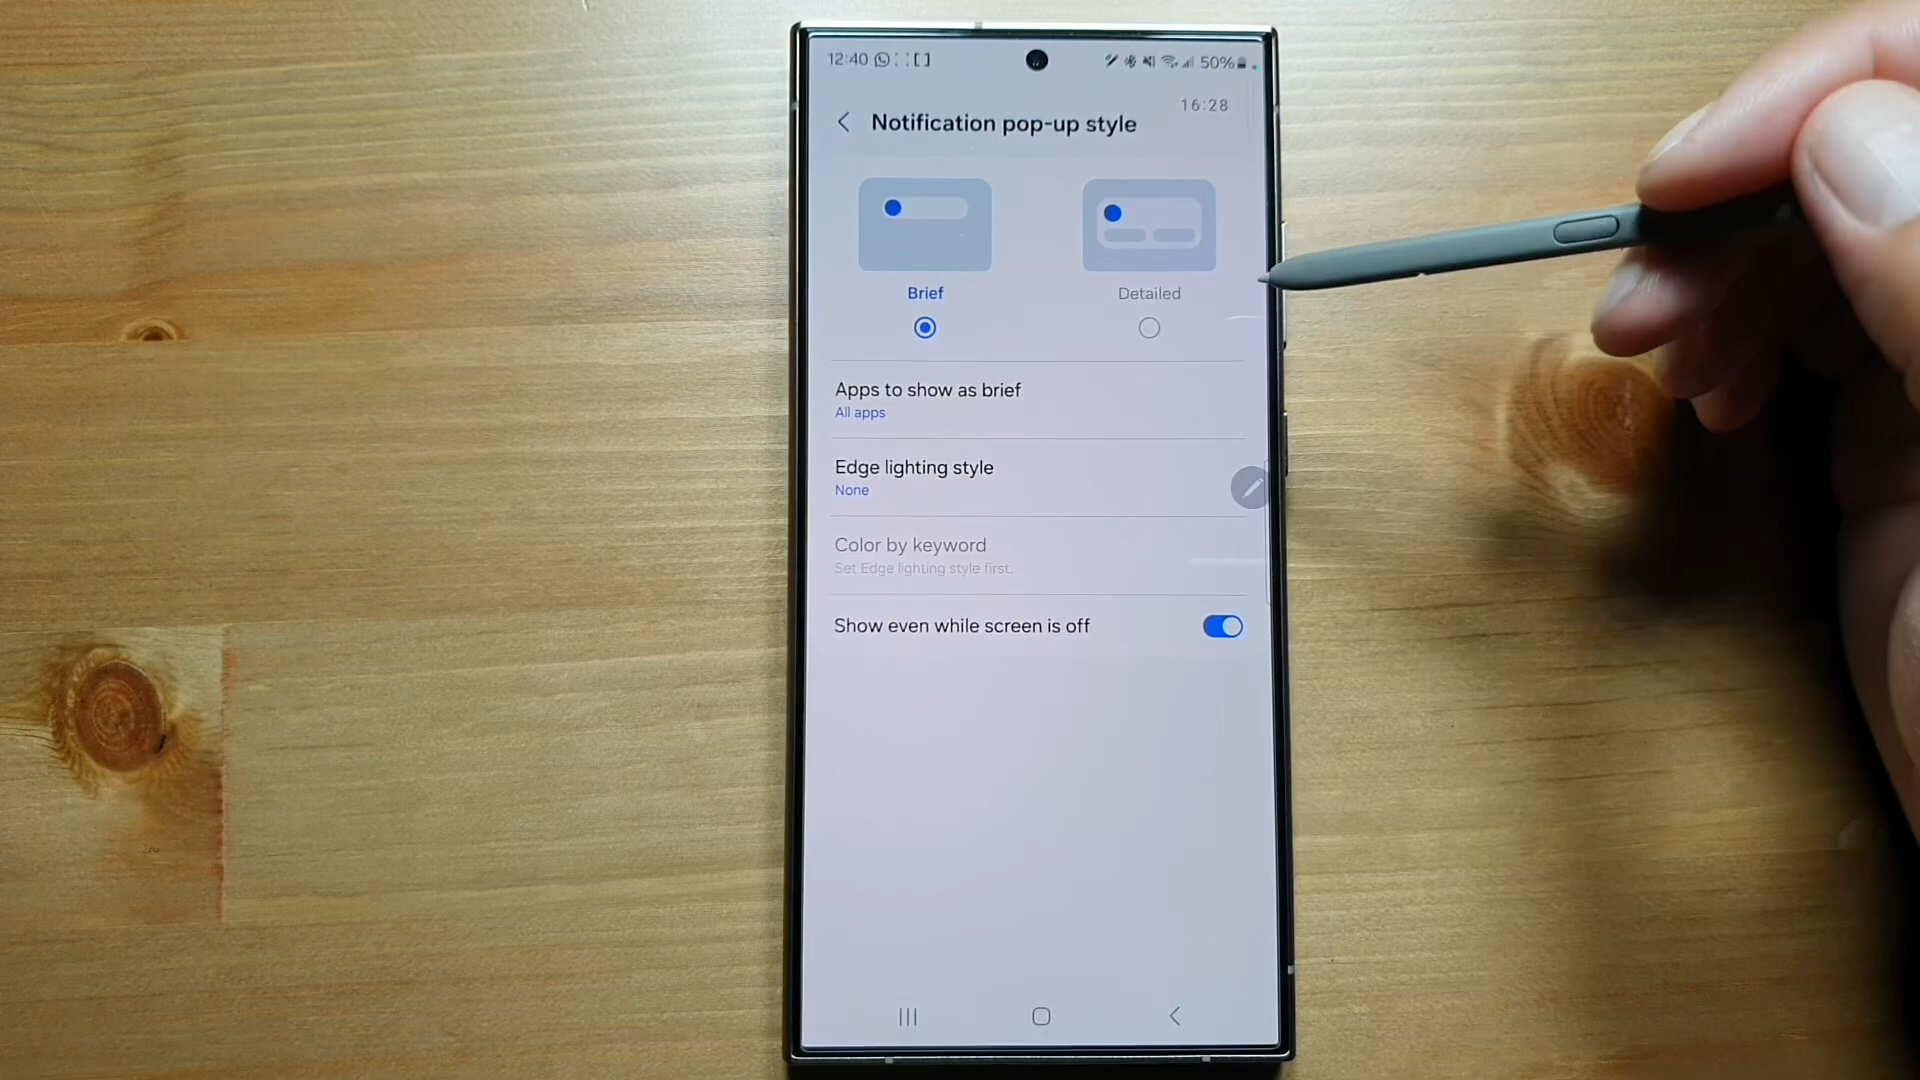 12:40 50%
16:28
Notification pop-up style
Brief Detailed
Apps to show as brief
All apps
Edge lighting style
None
Color by keyword
Set Edge lighting style first.
Show even while screen is off